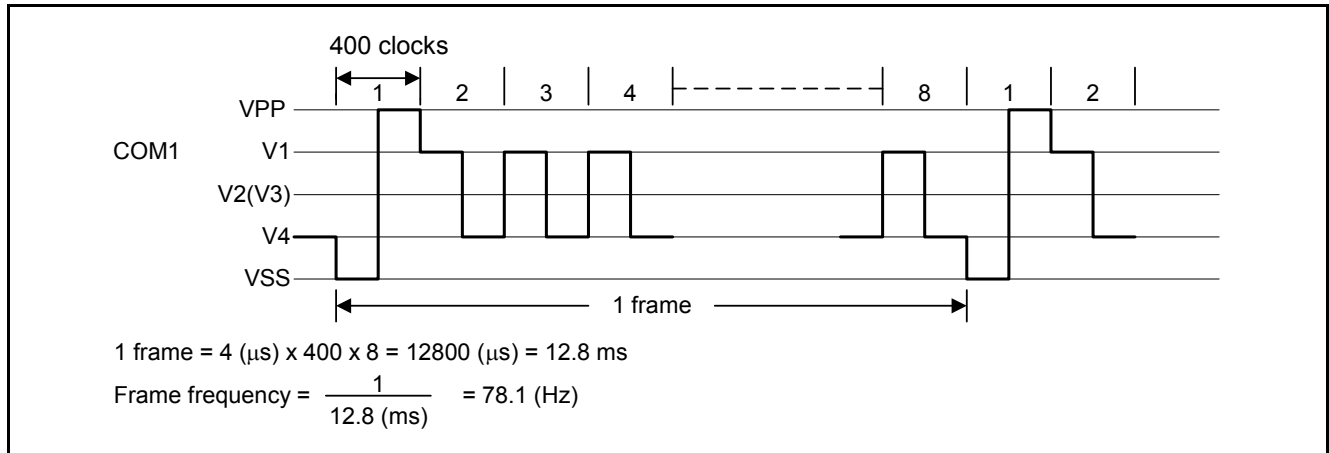 400 clocks
1 2 3 4 8 1 2
VPP
COM1 V1
V2(V3)
V4
VSS
1 frame
1 frame = 4 (μs) x 400 x 8 = 12800 (μs) = 12.8 ms
Frame frequency = 1 / 12.8 (ms) = 78.1 (Hz)